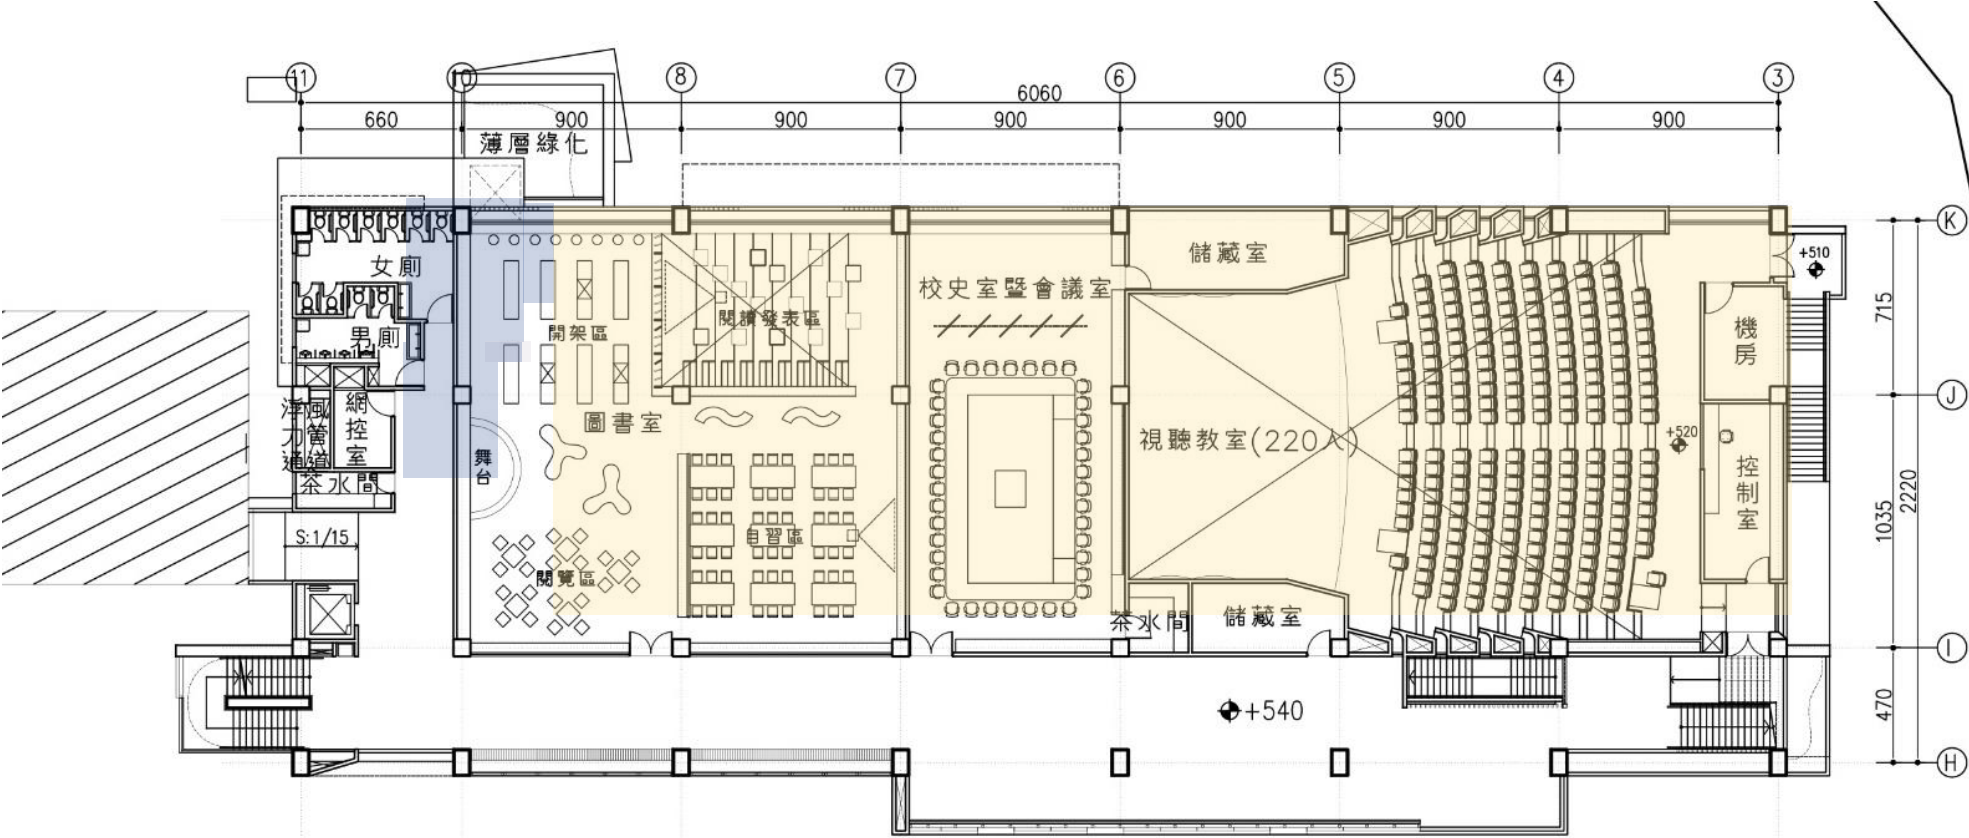 11
10
8
7
6
5
4
3
6060
660
900
900
900
900
900
900
薄層綠化
K
儲藏室
+510
女廁
校史室暨會議室
閱讀發表區
715
開架區
男廁
機房
J
浮力通道
風管
網控室
圖書室
視聽教室(220人)
+520
舞台
茶水間
控制室
2220
1035
S:1/15
自習區
閱覽區
茶水間
儲藏室
I
+540
470
H